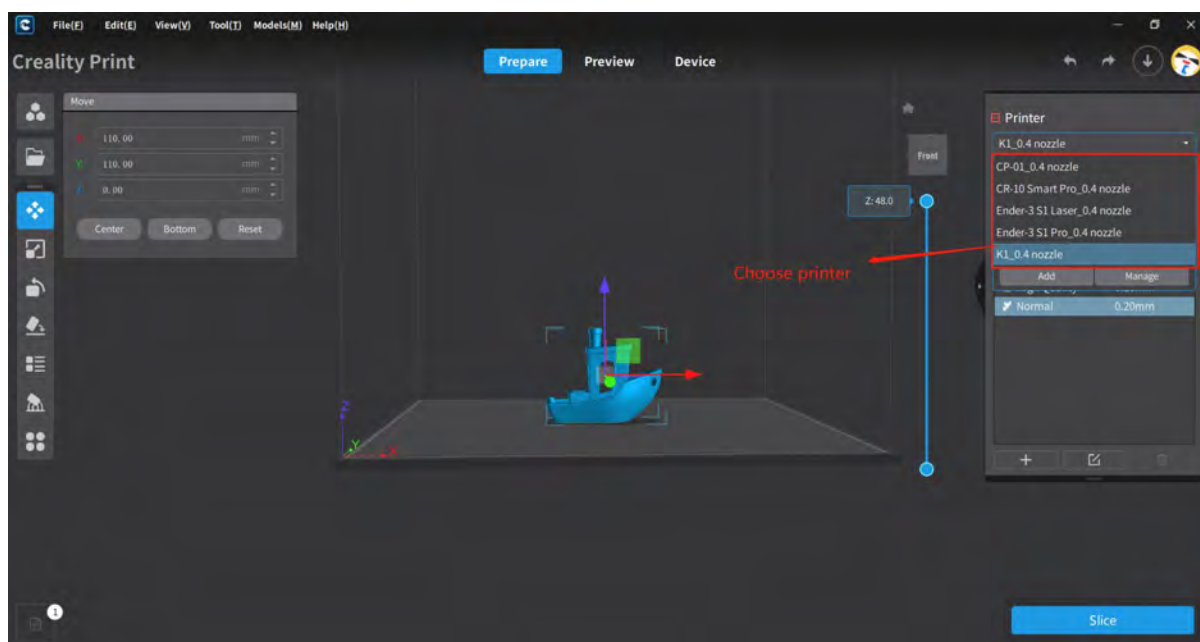 File(F) Edit(E) View(V) Tool(T) Models(M) Help(H)
Creality Print
Prepare Preview Device
Move
X 110.00 mm
Y 110.00 mm
Z 0.00 mm
Center Bottom Reset
Front
Z: 48.0
Printer
K1_0.4 nozzle
CP-01_0.4 nozzle
CR-10 Smart Pro_0.4 nozzle
Ender-3 S1 Laser_0.4 nozzle
Ender-3 S1 Pro_0.4 nozzle
K1_0.4 nozzle
Add Manage
Normal 0.20mm
Choose printer
Z
Y
X
1
Slice